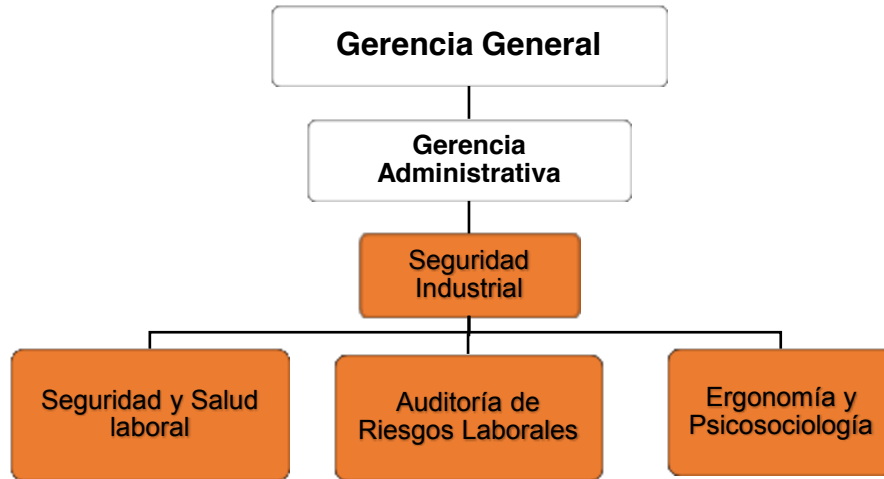 Gerencia General
Gerencia
Administrativa
Seguridad
Industrial
Seguridad y Salud
laboral
Auditoría de
Riesgos Laborales
Ergonomía y
Psicosociología